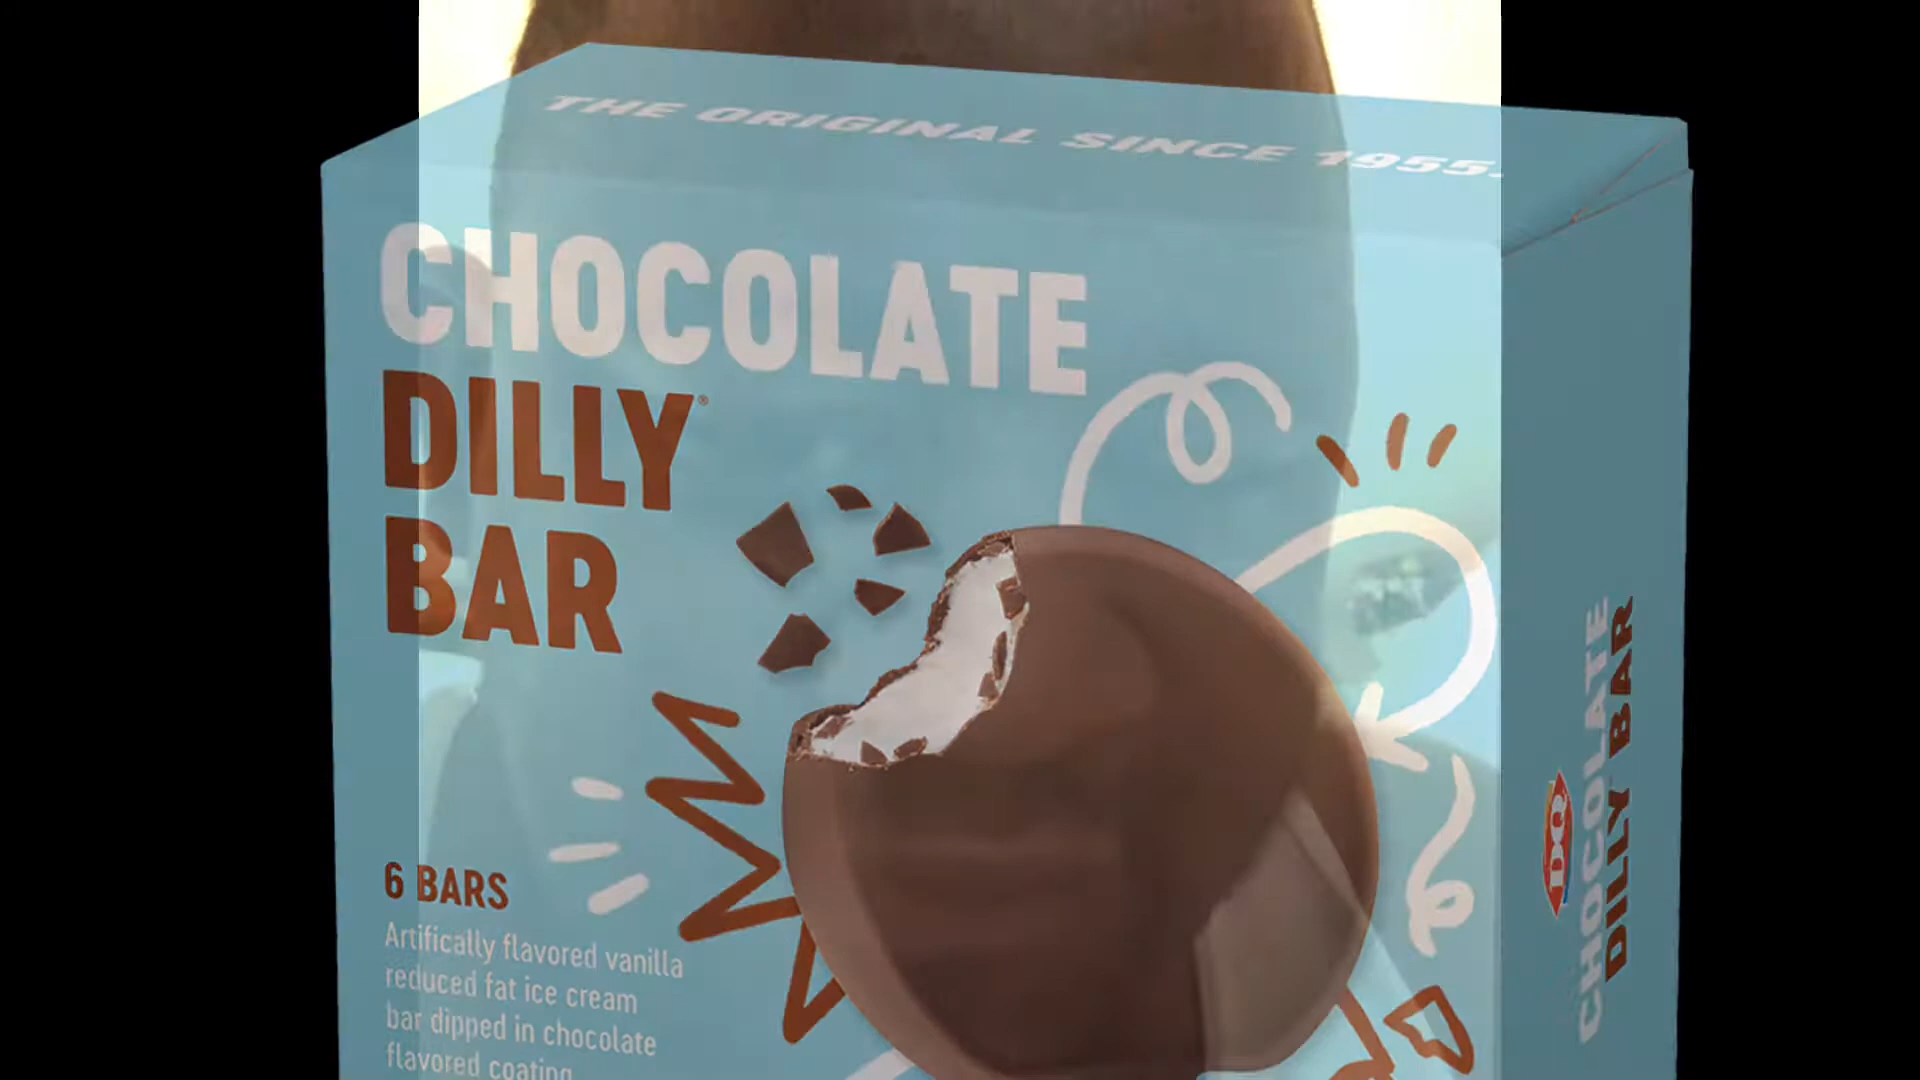 THE ORIGINAL SINCE 1955.
CHOCOLATE
DILLY®
BAR
6 BARS
Artifically flavored vanilla
reduced fat ice cream
bar dipped in chocolate
flavored coating
DQ
CHOCOLATE
DILLY BAR